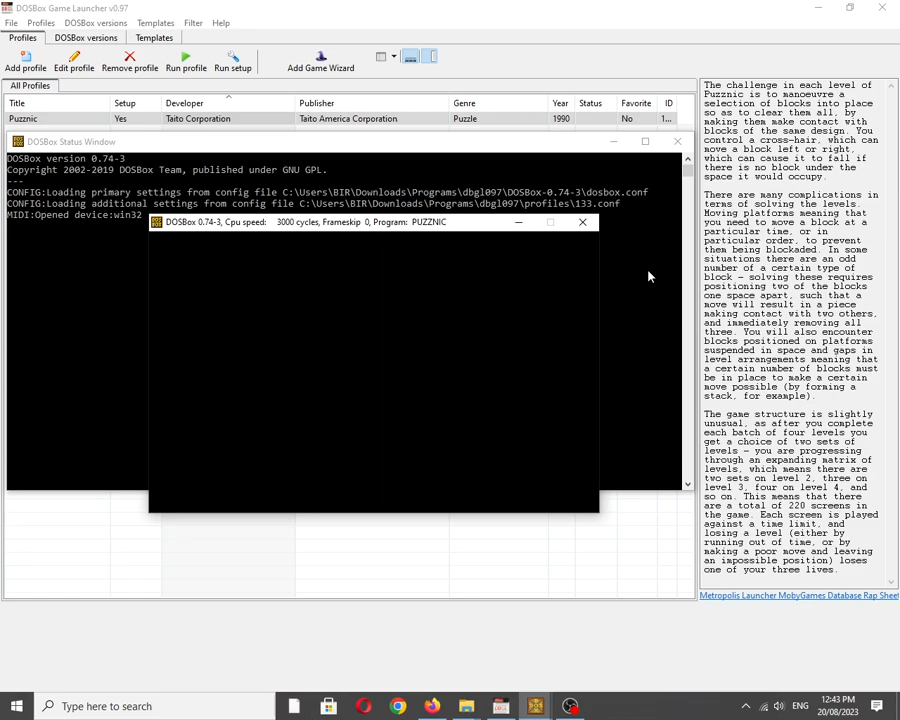 DOSBox Game Launcher v0.97
File Profiles DOSBox versions Templates Filter Help
Profiles DOSBox versions Templates
Add profile Edit profile Remove profile Run profile Run setup Add Game Wizard
All Profiles
Title Setup Developer Publisher Genre Year Status Favorite ID
Puzznic Yes Taito Corporation Taito America Corporation Puzzle 1990 No 1...
DOSBox Status Window
DOSBox version 0.74-3
Copyright 2002-2019 DOSBox Team, published under GNU GPL.
---
CONFIG:Loading primary settings from config file C:\Users\BIR\Downloads\Programs\dbgl097\DOSBox-0.74-3\dosbox.conf
CONFIG:Loading additional settings from config file C:\Users\BIR\Downloads\Programs\dbgl097\profiles\133.conf
MIDI:Opened device:win32
DOSBox 0.74-3, Cpu speed: 3000 cycles, Frameskip 0, Program: PUZZNIC
The challenge in each level of
Puzznic is to manoeuvre a
selection of blocks into place
so as to clear them all, by
making them make contact with
blocks of the same design. You
control a cross-hair, which can
move a block left or right,
which can cause it to fall if
there is no block under the
space it would occupy.
There are many complications in
terms of solving the levels.
Moving platforms meaning that
you need to move a block at a
particular time, or in
particular order, to prevent
them being blockaded. In some
situations there are an odd
number of a certain type of
block - solving these requires
positioning two of the blocks
one space apart, such that a
move will result in a piece
making contact with two others,
and immediately removing all
three. You will also encounter
blocks positioned on platforms
suspended in space and gaps in
level arrangements meaning that
a certain number of blocks must
be in place to make a certain
move possible (by forming a
stack, for example).
The game structure is slightly
unusual, as after you complete
each batch of four levels you
get a choice of two sets of
levels - you are progressing
through an expanding matrix of
levels, which means there are
two sets on level 2, three on
level 3, four on level 4, and
so on. This means that there
are a total of 220 screens in
the game. Each screen is played
against a time limit, and
losing a level (either by
running out of time, or by
making a poor move and leaving
an impossible position) loses
one of your three lives.
Metropolis Launcher MobyGames Database Rap Sheet
Type here to search
12:43 PM
20/08/2023